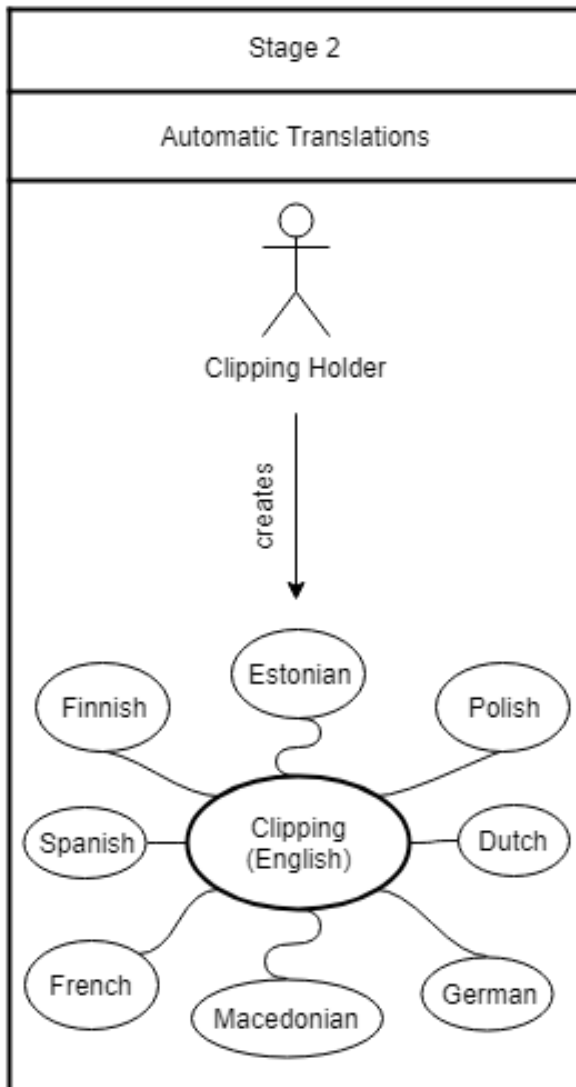 Stage 2
Automatic Translations
Clipping Holder
creates
Estonian
Finnish
Polish
Spanish
Clipping
(English)
Dutch
French
German
Macedonian